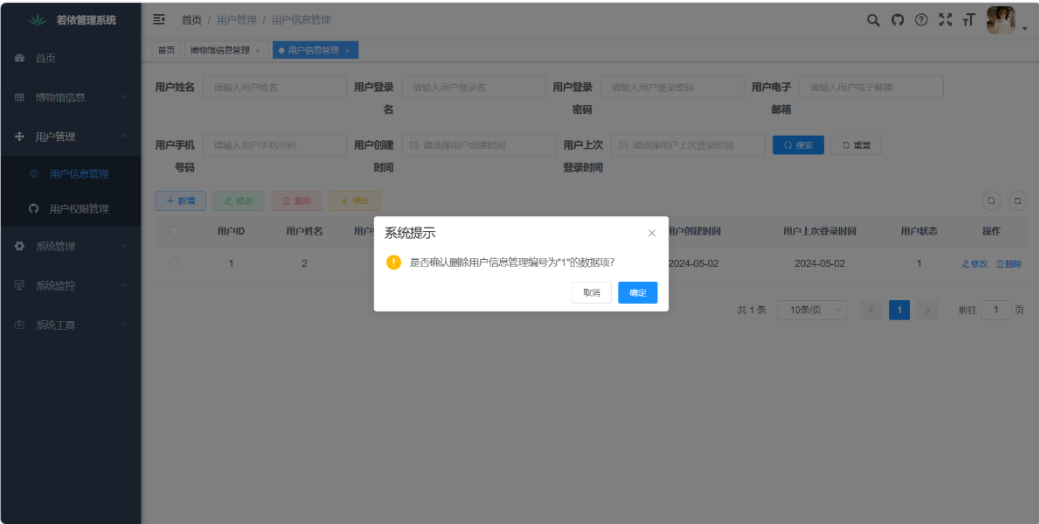 若依管理系统
首页 / 用户管理 / 用户信息管理
首页 博物馆信息管理 × 用户信息管理 ×
首页
博物馆信息
用户管理
用户信息管理
用户权限管理
系统管理
系统监控
系统工具
用户姓名 请输入用户姓名 用户登录名 请输入用户登录名 用户登录密码 请输入用户登录密码 用户电子邮箱 请输入用户电子邮箱
用户手机号码 请输入用户手机号码 用户创建时间 请选择用户创建时间 用户上次登录时间 请选择用户上次登录时间 搜索 重置
+ 新增 修改 删除 导出
用户ID 用户姓名 用户 用户创建时间 用户上次登录时间 用户状态 操作
1 2 2024-05-02 2024-05-02 1 修改 删除
系统提示 ×
是否确认删除用户信息管理编号为"1"的数据项?
取消 确定
共 1 条 10条/页 < 1 > 前往 1 页